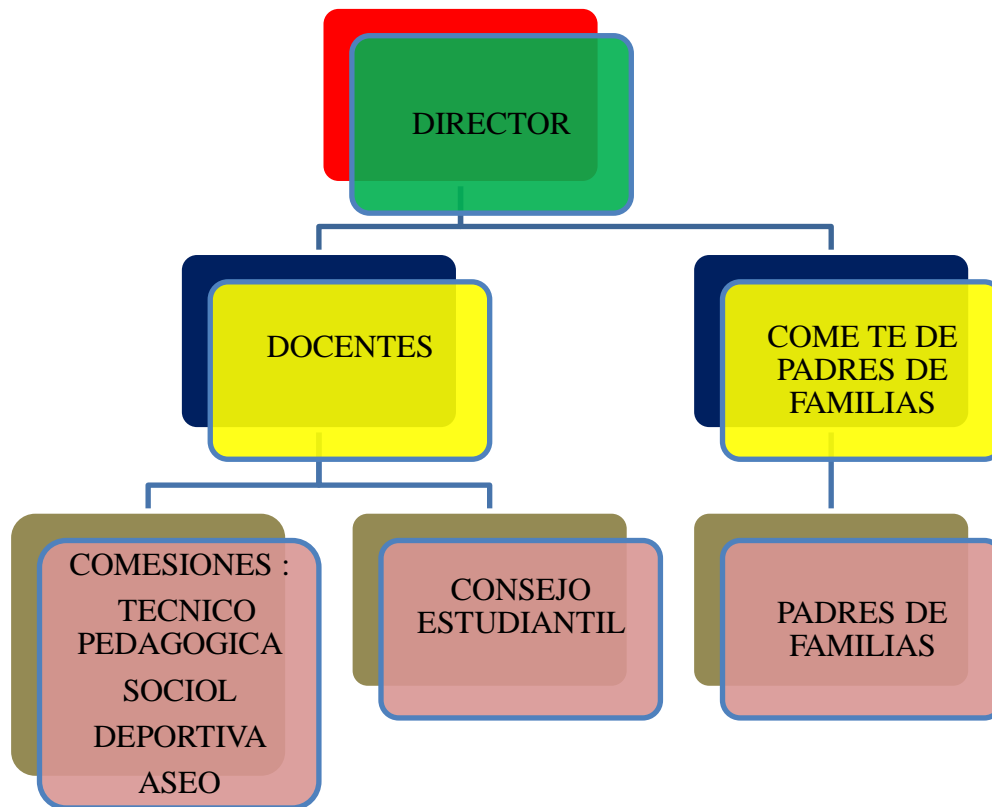 DIRECTOR
DOCENTES
COME TE DE
PADRES DE
FAMILIAS
COMESIONES :
TECNICO
PEDAGOGICA
SOCIOL
DEPORTIVA
ASEO
CONSEJO
ESTUDIANTIL
PADRES DE
FAMILIAS